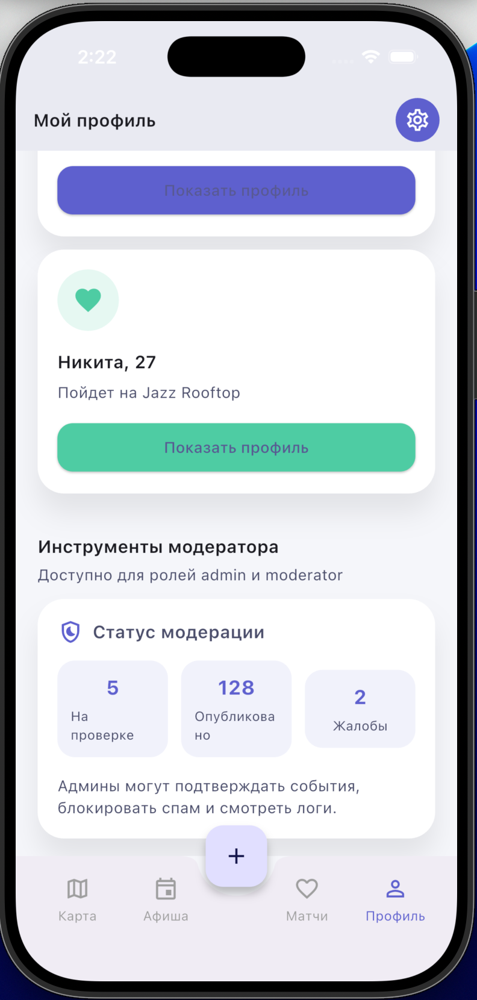 2:22
Мой профиль
Показать профиль
Никита, 27
Пойдет на Jazz Rooftop
Показать профиль
Инструменты модератора
Доступно для ролей admin и moderator
Статус модерации
5
На
проверке
128
Опубликова
но
2
Жалобы
Админы могут подтверждать события,
блокировать спам и смотреть логи.
+
Карта
Афиша
Матчи
Профиль